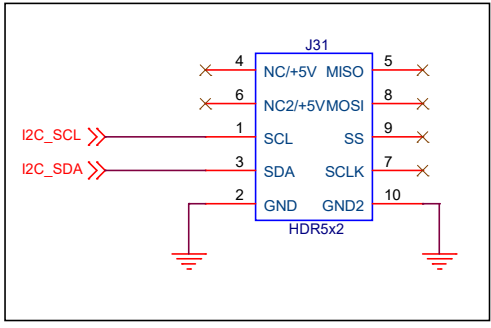 J31
4 NC/+5V MISO 5
6 NC2/+5V MOSI 8
I2C_SCL 1 SCL SS 9
I2C_SDA 3 SDA SCLK 7
2 GND GND2 10
HDR5x2